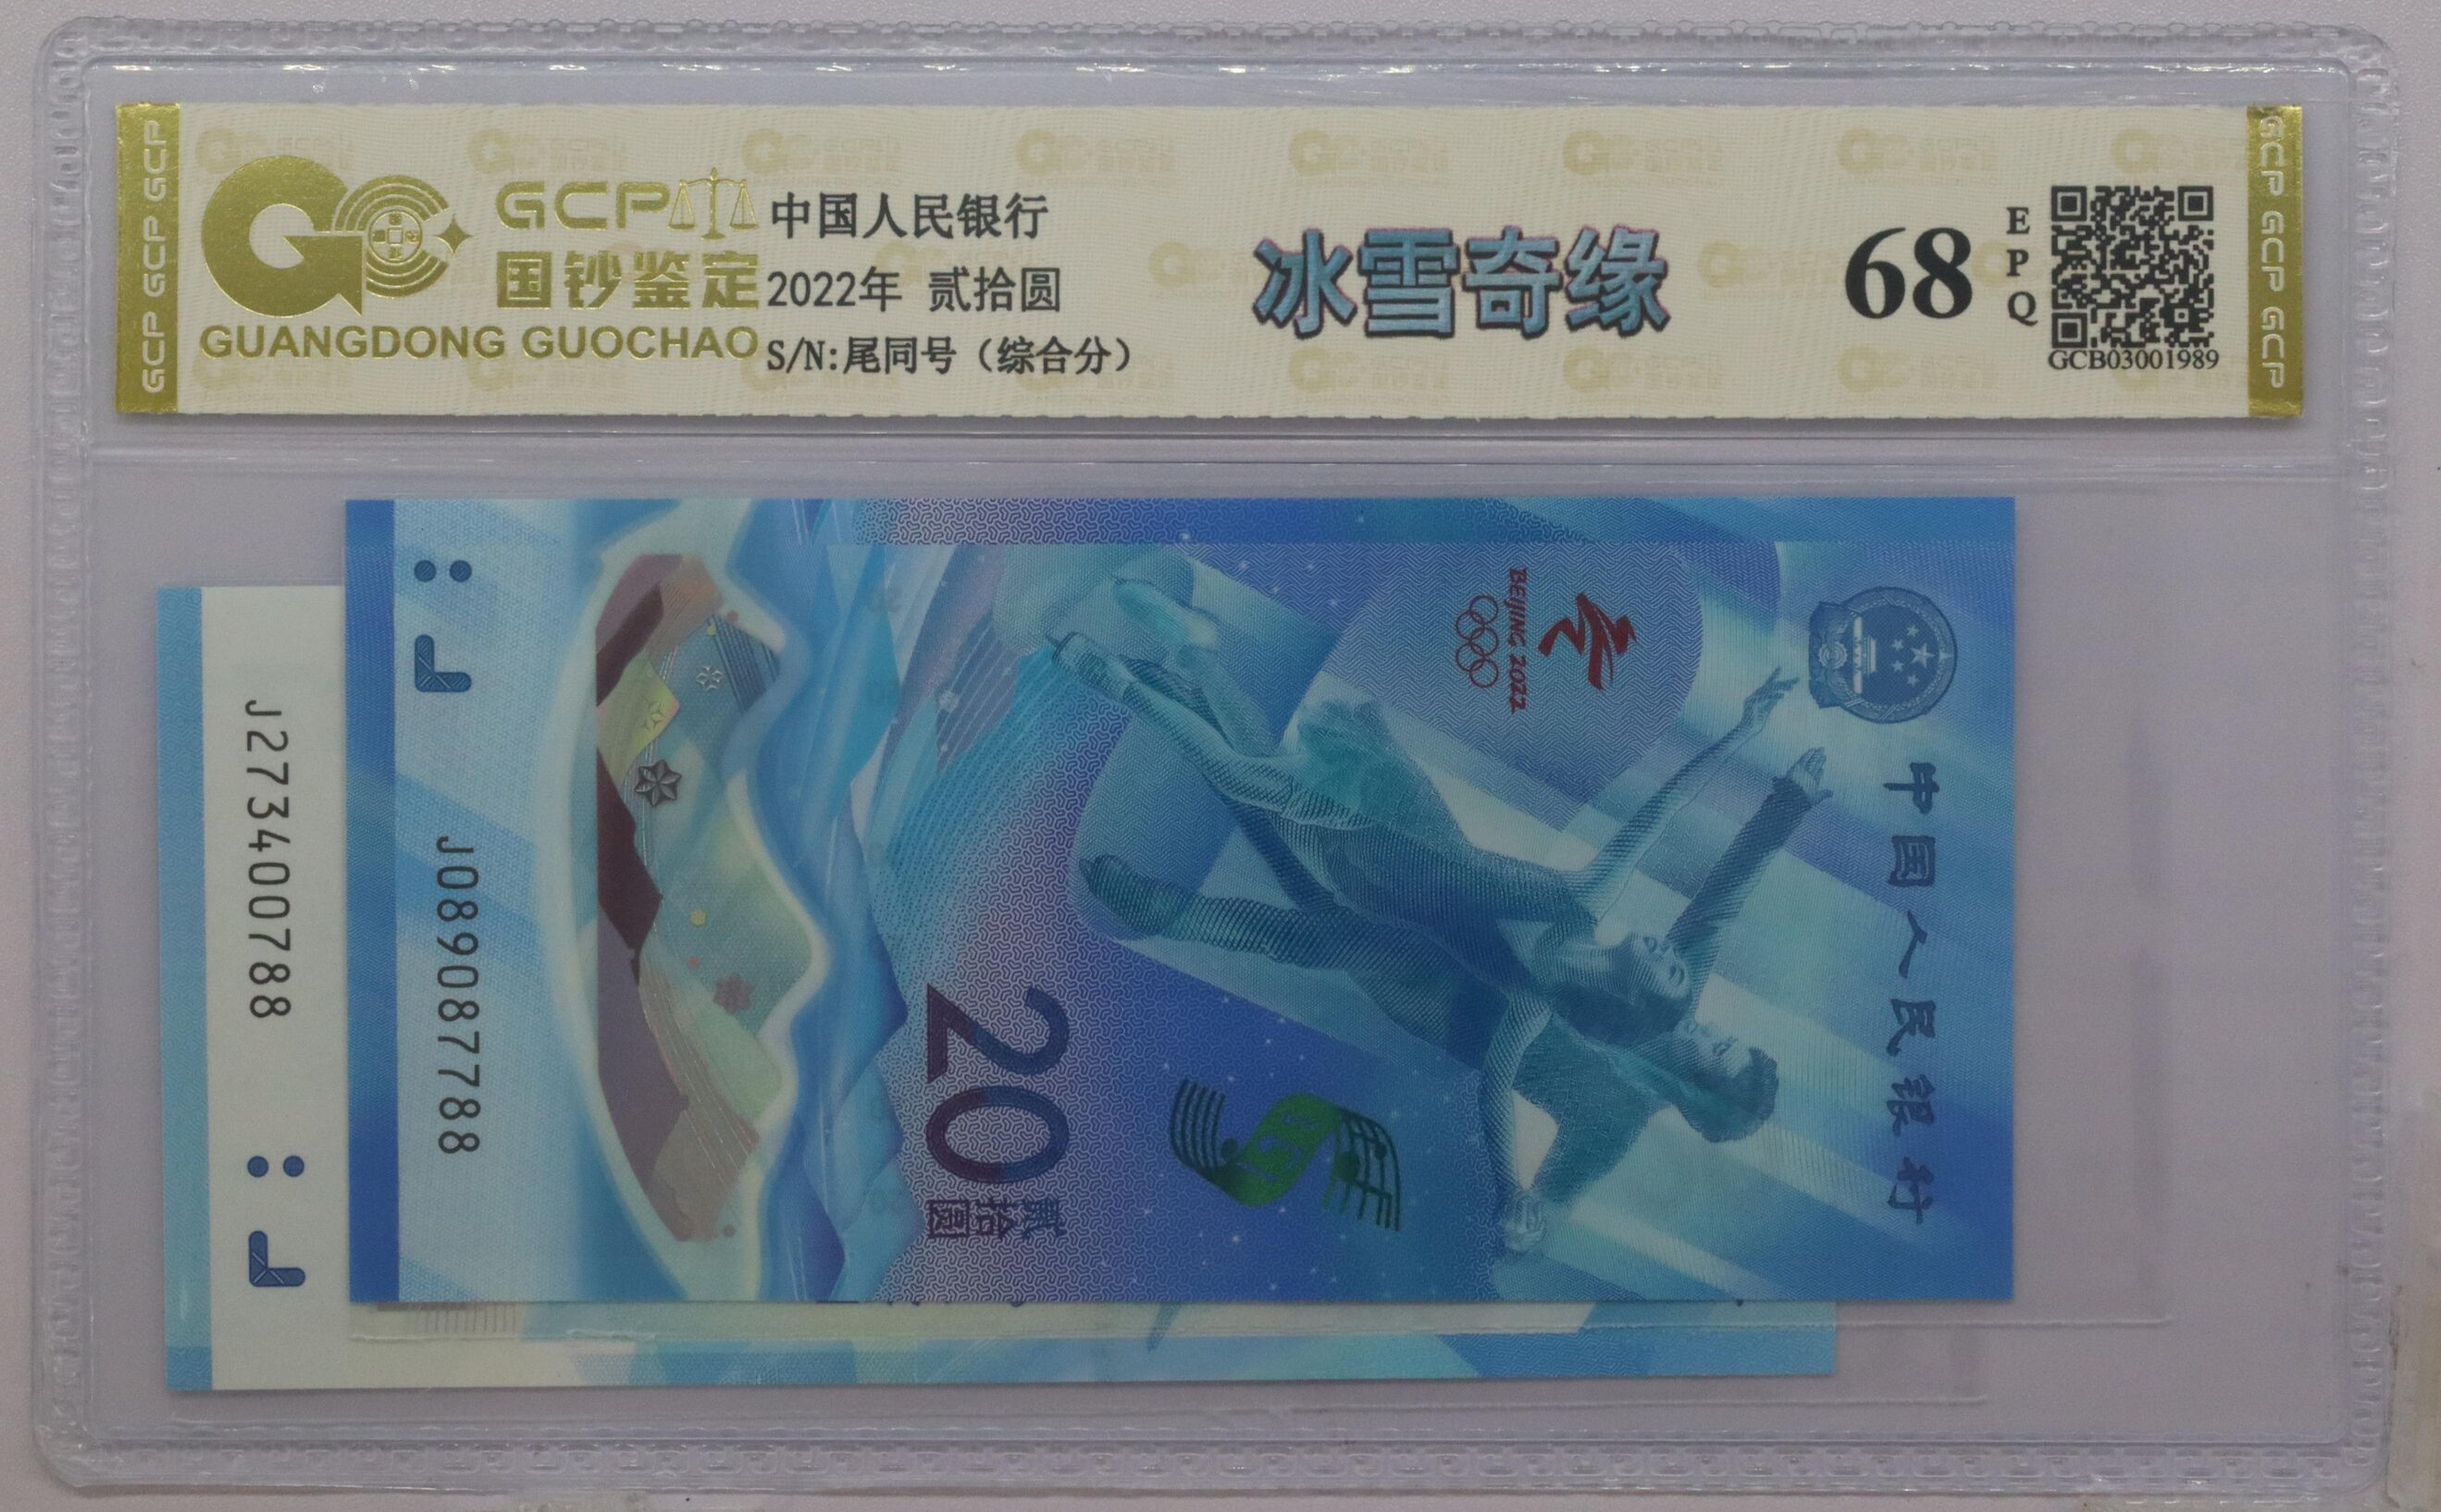 GCP GCP GCP
GCP
国钞鉴定
GUANGDONG GUOCHAO
中国人民银行
2022年 贰拾圆
S/N:尾同号（综合分）
冰雪奇缘
68
EPQ
GCB03001989
GCP GCP GCP
J273400788
J089087788
20
贰拾圆
BEIJING 2022
中国人民银行